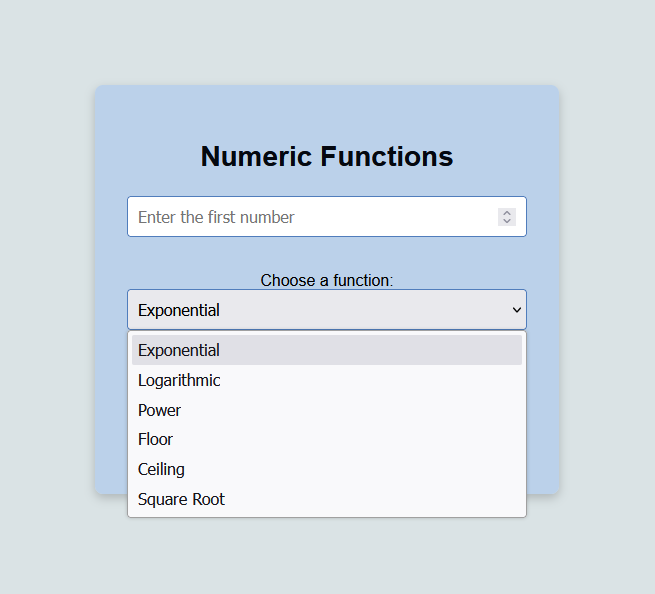 Numeric Functions
Enter the first number
Choose a function:
Exponential
Exponential
Logarithmic
Power
Floor
Ceiling
Square Root